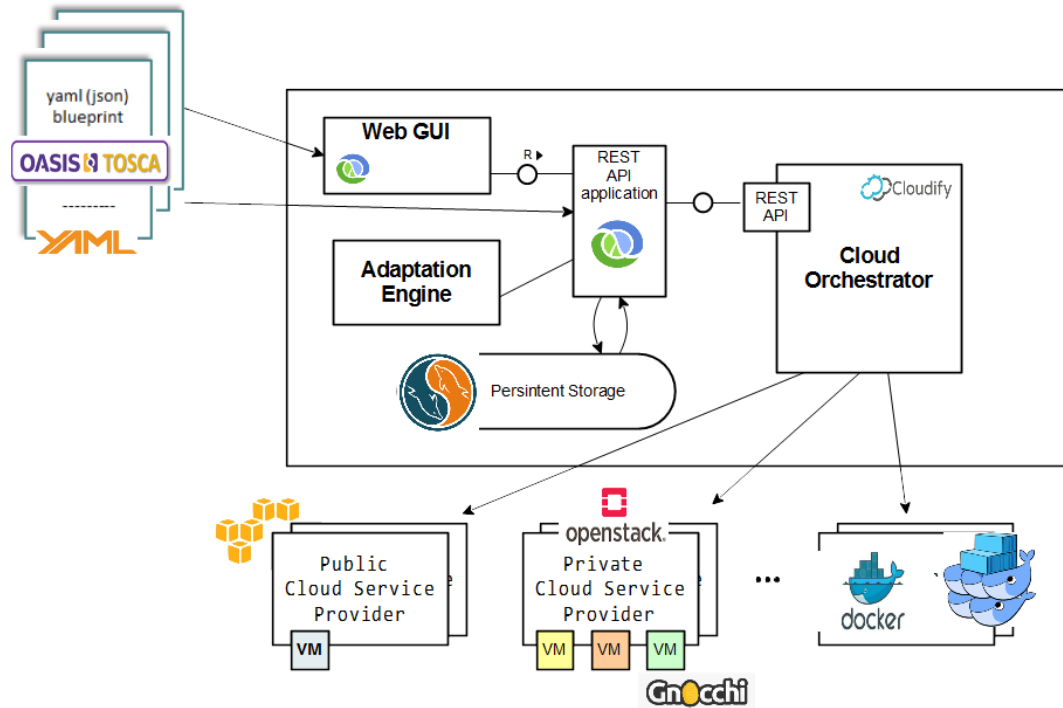 yaml (json)
blueprint
OASIS TOSCA
---------
YAML
Web GUI
R
REST
API
application
REST
API
Cloudify
Cloud
Orchestrator
Adaptation
Engine
Persintent Storage
Public
Cloud Service
Provider
VM
openstack.
Private
Cloud Service
Provider
VM
VM
VM
Gnocchi
...
docker